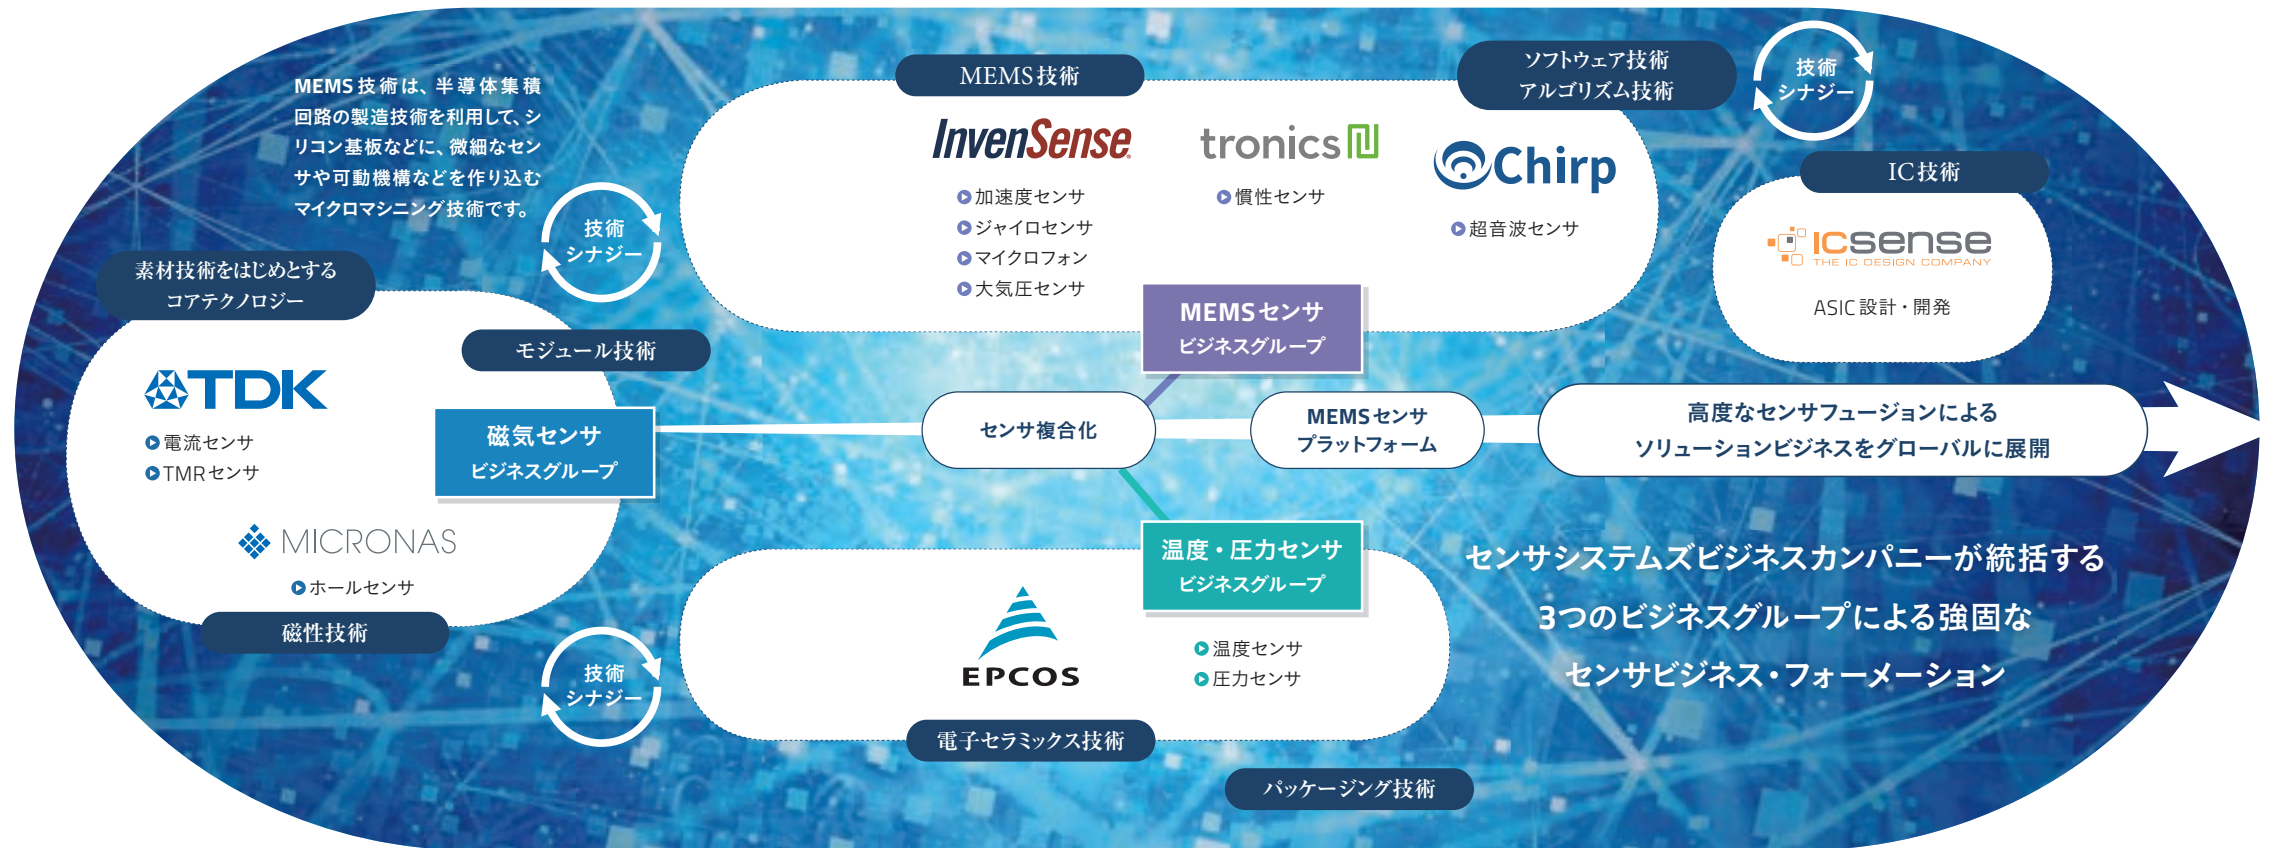 MEMS技術は、半導体集積
回路の製造技術を利用して、シ
リコン基板などに、微細なセン
サや可動機構などを作り込む
マイクロマシニング技術です。
技術
シナジー
素材技術をはじめとする
コアテクノロジー
モジュール技術
TDK
電流センサ
TMRセンサ
MICRONAS
ホールセンサ
磁性技術
磁気センサ
ビジネスグループ
MEMS技術
InvenSense
加速度センサ
ジャイロセンサ
マイクロフォン
大気圧センサ
tronics
慣性センサ
ソフトウェア技術
アルゴリズム技術
Chirp
超音波センサ
MEMSセンサ
ビジネスグループ
技術
シナジー
IC技術
ICsense
THE IC DESIGN COMPANY
ASIC設計・開発
センサ複合化
MEMSセンサ
プラットフォーム
高度なセンサフュージョンによる
ソリューションビジネスをグローバルに展開
技術
シナジー
温度・圧力センサ
ビジネスグループ
EPCOS
温度センサ
圧力センサ
電子セラミックス技術
パッケージング技術
センサシステムズビジネスカンパニーが統括する
3つのビジネスグループによる強固な
センサビジネス・フォーメーション